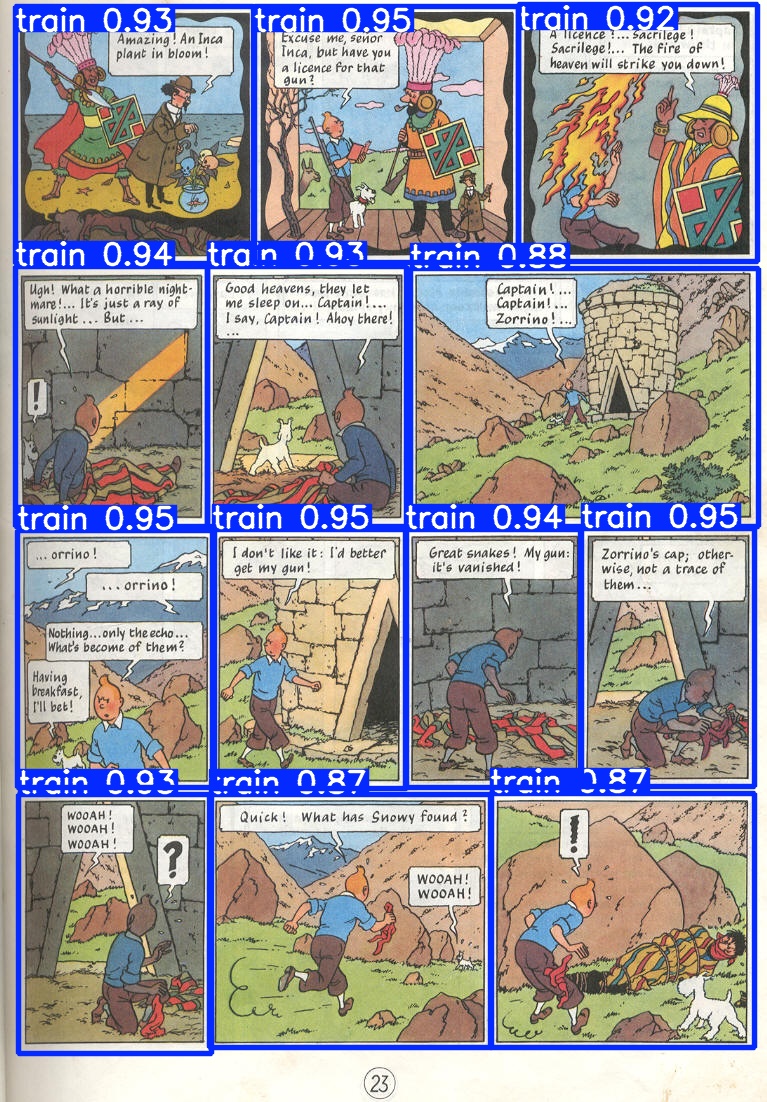 train 0.93
Amazing! An Inca
plant in bloom!
train 0.95
Excuse me, señor
Inca, but have you
a licence for that
gun?
train 0.92
A licence?... Sacrilege!
Sacrilege!... The fire of
heaven will strike you down!
train 0.94
Ugh! What a horrible night-
mare!... It's just a ray of
sunlight... But...
!
train 0.93
Good heavens, they let
me sleep on... Captain!...
I say, Captain! Ahoy there!
...
train 0.88
Captain!...
Captain!...
Zorrino!...
train 0.95
...orrino!
...orrino!
Nothing...only the echo...
What's become of them?
Having
breakfast,
I'll bet!
train 0.95
I don't like it: I'd better
get my gun!
train 0.94
Great snakes! My gun:
it's vanished!
train 0.95
Zorrino's cap; other-
wise, not a trace of
them...
train 0.93
WOOAH!
WOOAH!
WOOAH!
?
train 0.87
Quick! What has Snowy found?
WOOAH!
WOOAH!
train 0.87
!
23